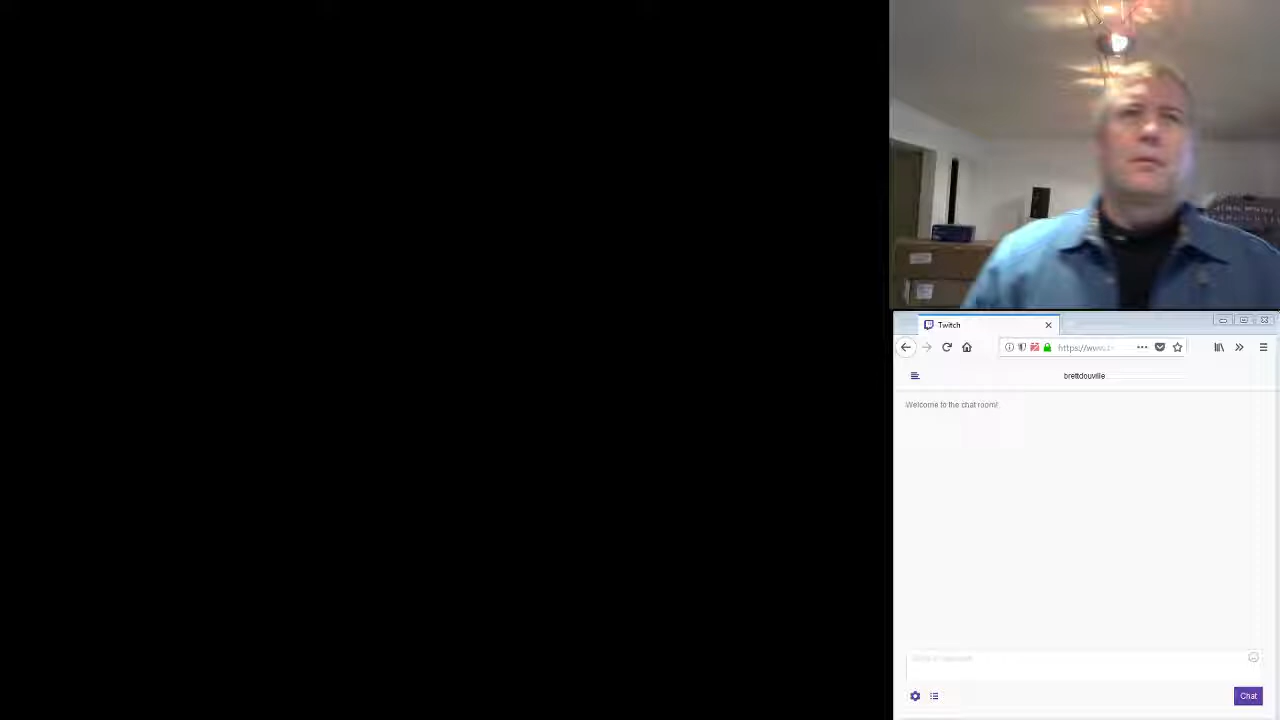 Twitch
https://www.t
brettdouville
Welcome to the chat room!
Chat